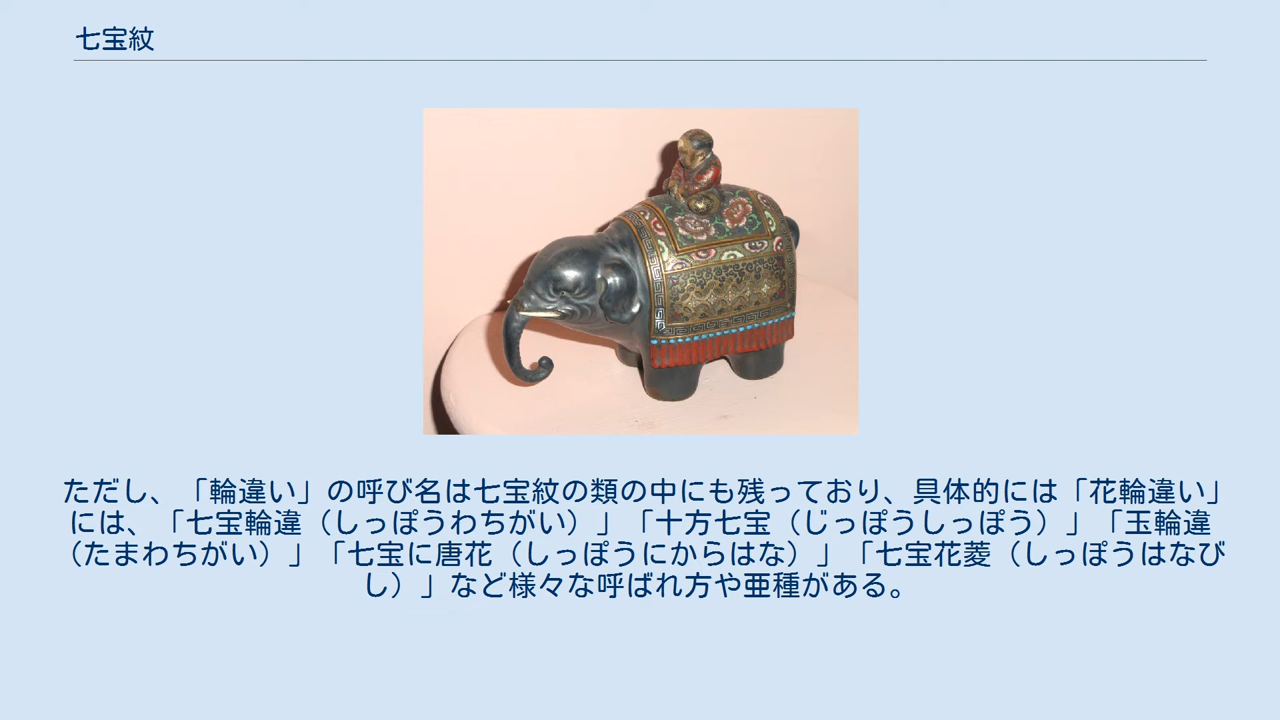 七宝紋
ただし、「輪違い」の呼び名は七宝紋の類の中にも残っており、具体的には「花輪違い」
には、「七宝輪違（しっぽうわちがい）」「十方七宝（じっぽうしっぽう）」「玉輪違
（たまわちがい）」「七宝に唐花（しっぽうにからはな）」「七宝花菱（しっぽうはなび
し）」など様々な呼ばれ方や亜種がある。